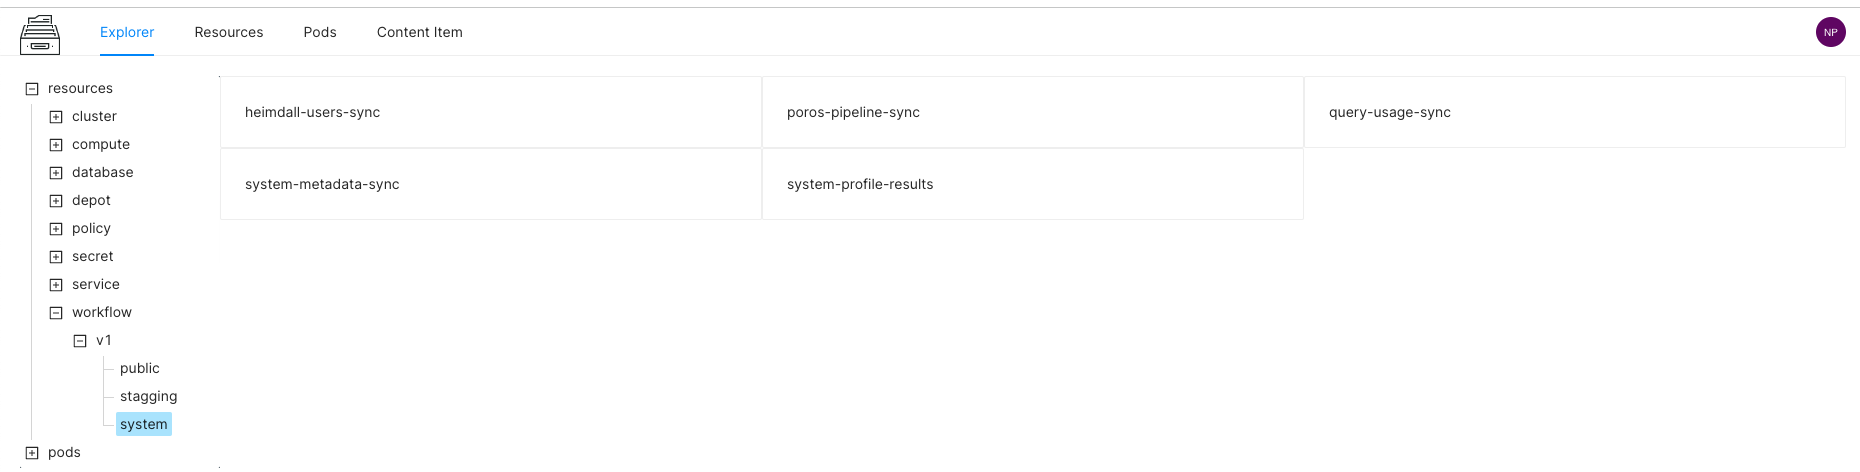 Explorer Resources Pods Content Item NP
resources
cluster
compute
database
depot
policy
secret
service
workflow
v1
public
stagging
system
pods
heimdall-users-sync poros-pipeline-sync query-usage-sync
system-metadata-sync system-profile-results